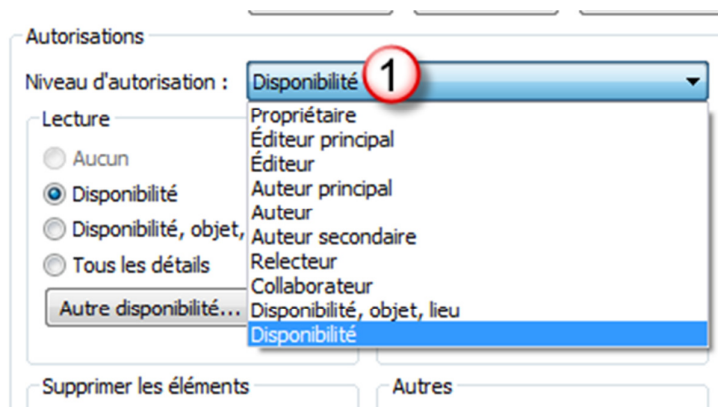 Autorisations
Niveau d'autorisation : Disponibilité 1
Propriétaire
Éditeur principal
Éditeur
Auteur principal
Auteur
Auteur secondaire
Relecteur
Collaborateur
Disponibilité, objet, lieu
Disponibilité
Lecture
Aucun
Disponibilité
Disponibilité, objet,
Tous les détails
Autre disponibilité...
Supprimer les éléments
Autres